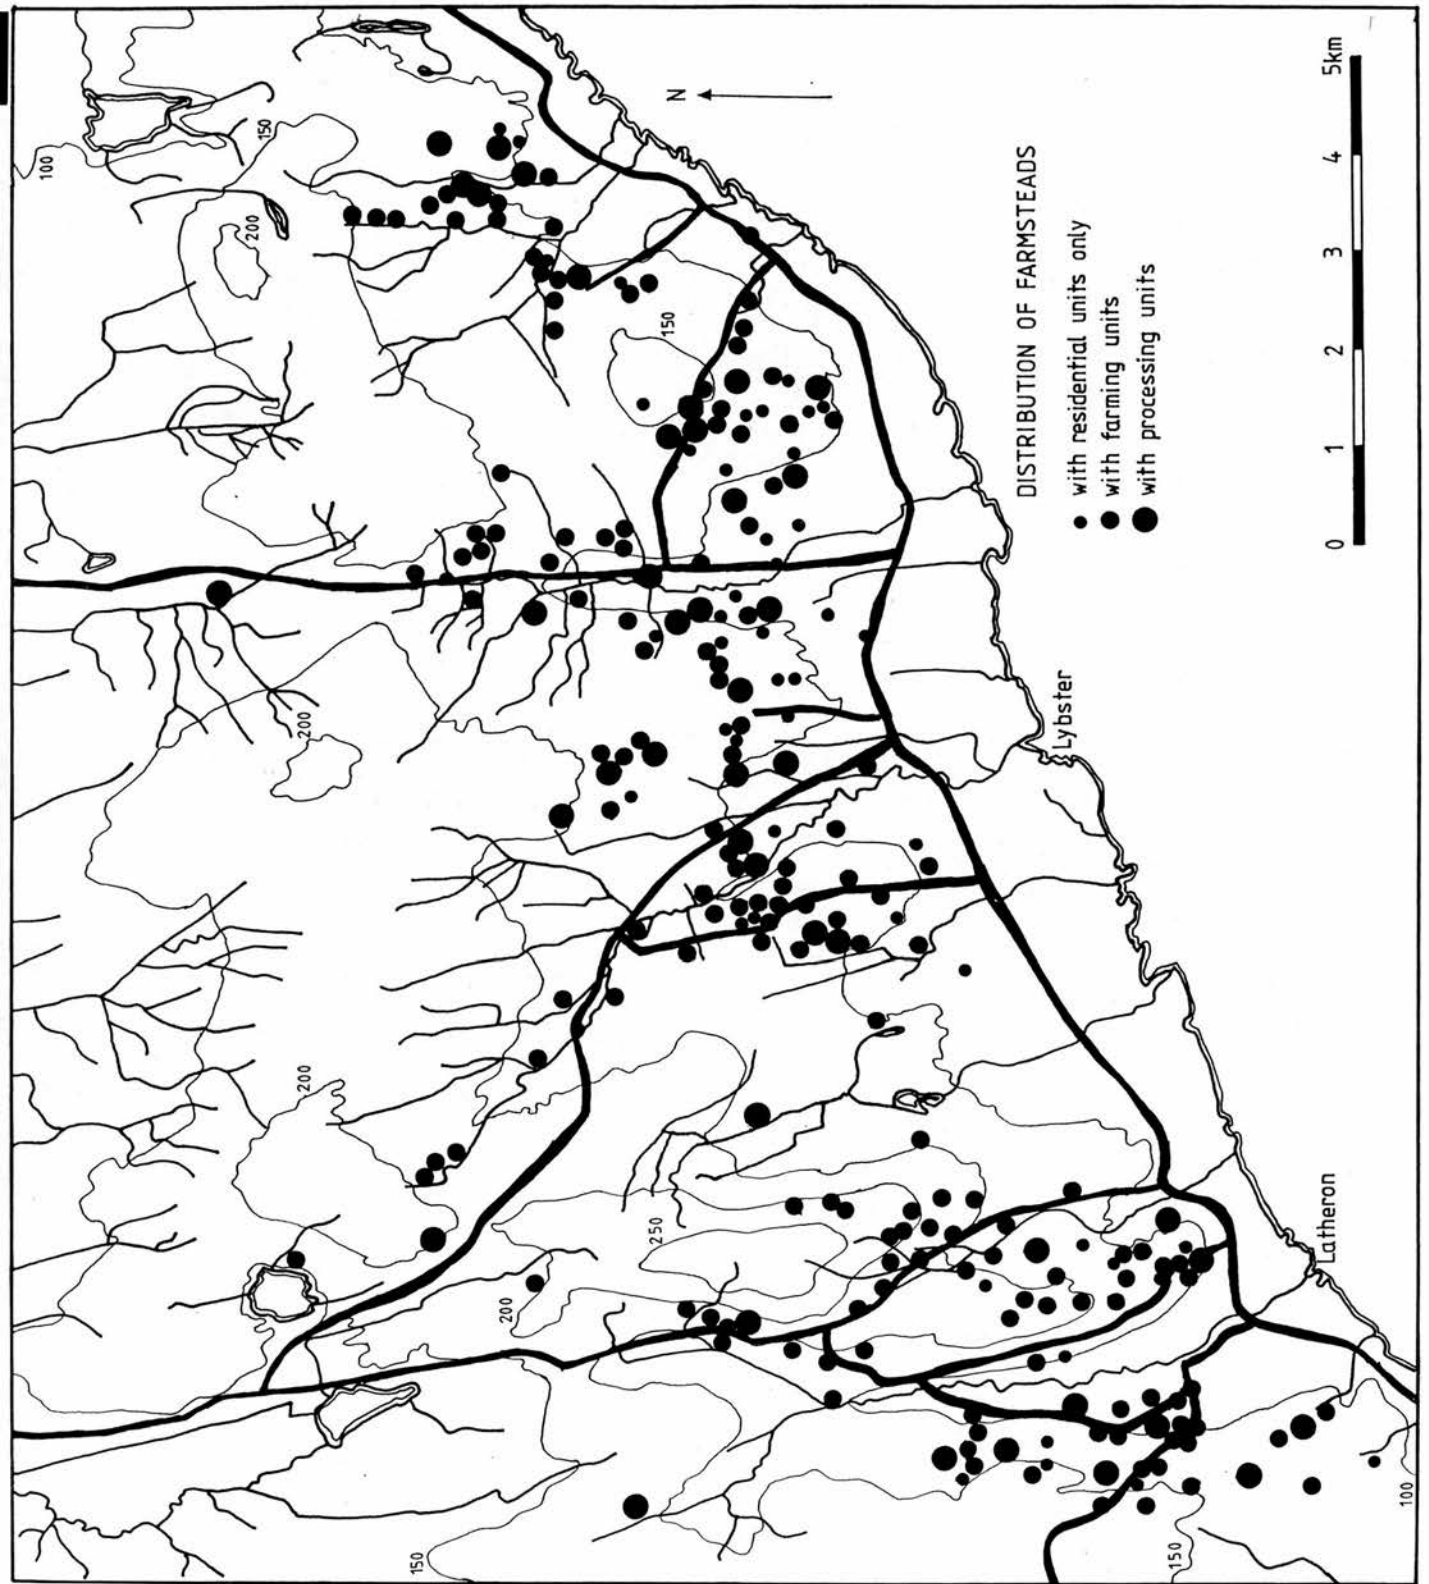 DISTRIBUTION OF FARMSTEADS
with residential units only
with farming units
with processing units
0 1 2 3 4 5km
N
Lybster
Latheron
100
150
200
150
200
200
250
200
150
150
100